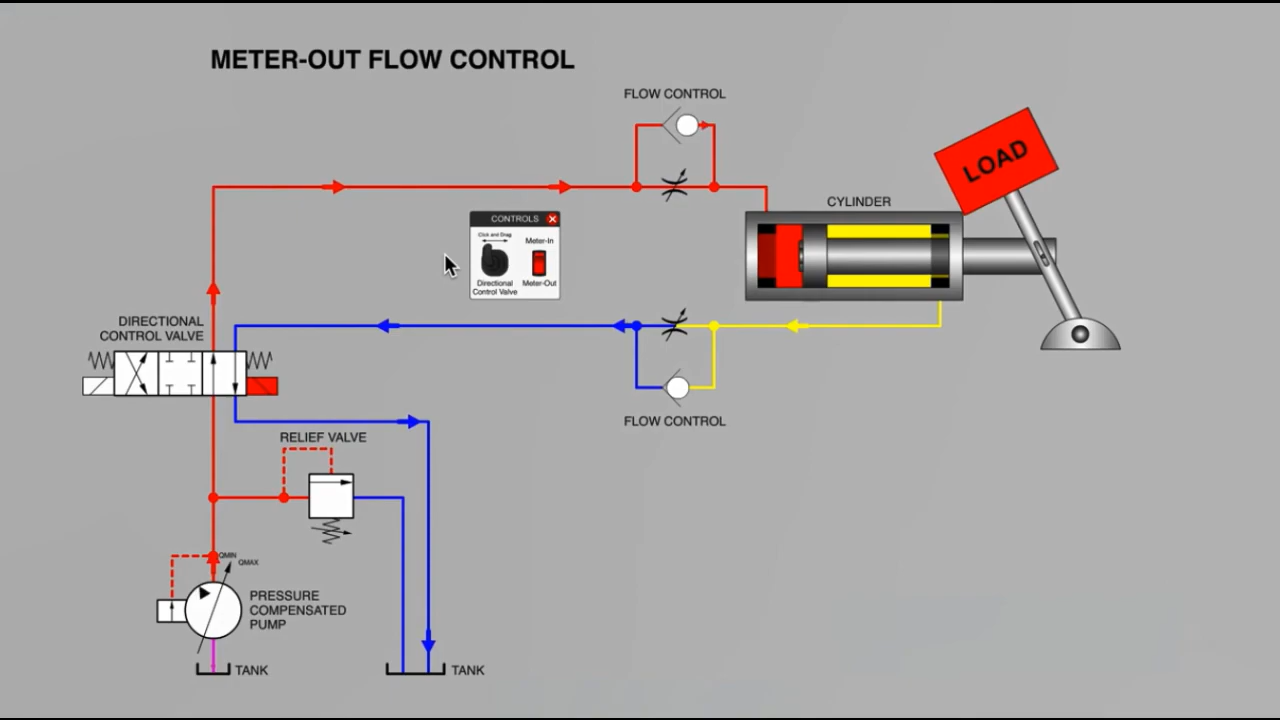 METER-OUT FLOW CONTROL
FLOW CONTROL
LOAD
CYLINDER
CONTROLS
Click and Drag
Meter-In
Directional
Control Valve
Meter-Out
DIRECTIONAL
CONTROL VALVE
FLOW CONTROL
RELIEF VALVE
QMIN
QMAX
PRESSURE
COMPENSATED
PUMP
TANK
TANK